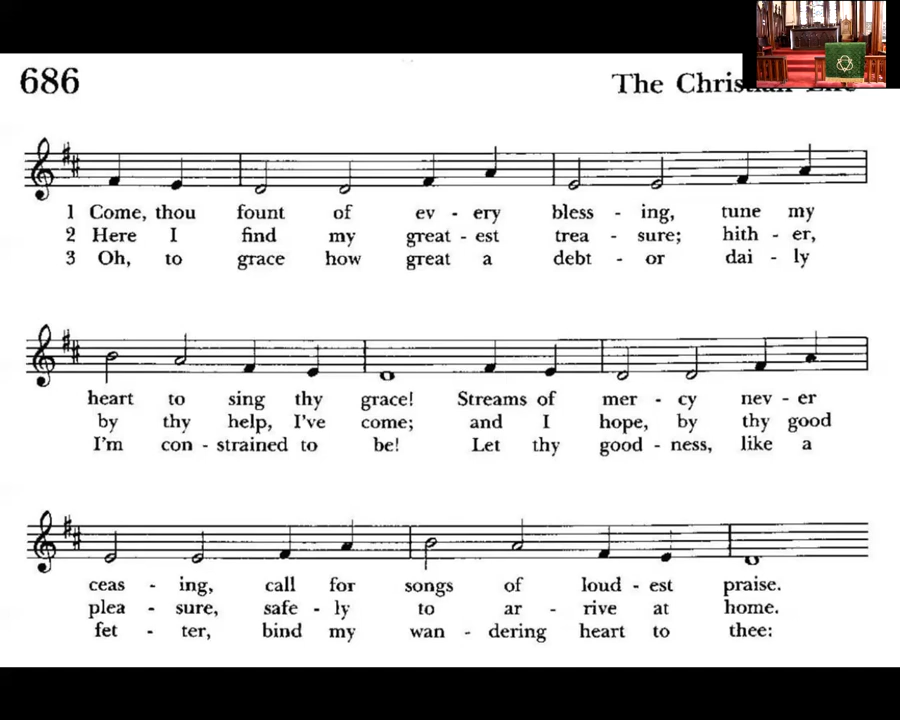 686
The Christian Life
1 Come, thou fount of ev - ery bless - ing, tune my
2 Here I find my great - est trea - sure; hith - er,
3 Oh, to grace how great a debt - or dai - ly
heart to sing thy grace! Streams of mer - cy nev - er
by thy help, I've come; and I hope, by thy good
I'm con - strained to be! Let thy good - ness, like a
ceas - ing, call for songs of loud - est praise.
plea - sure, safe - ly to ar - rive at home.
fet - ter, bind my wan - dering heart to thee: